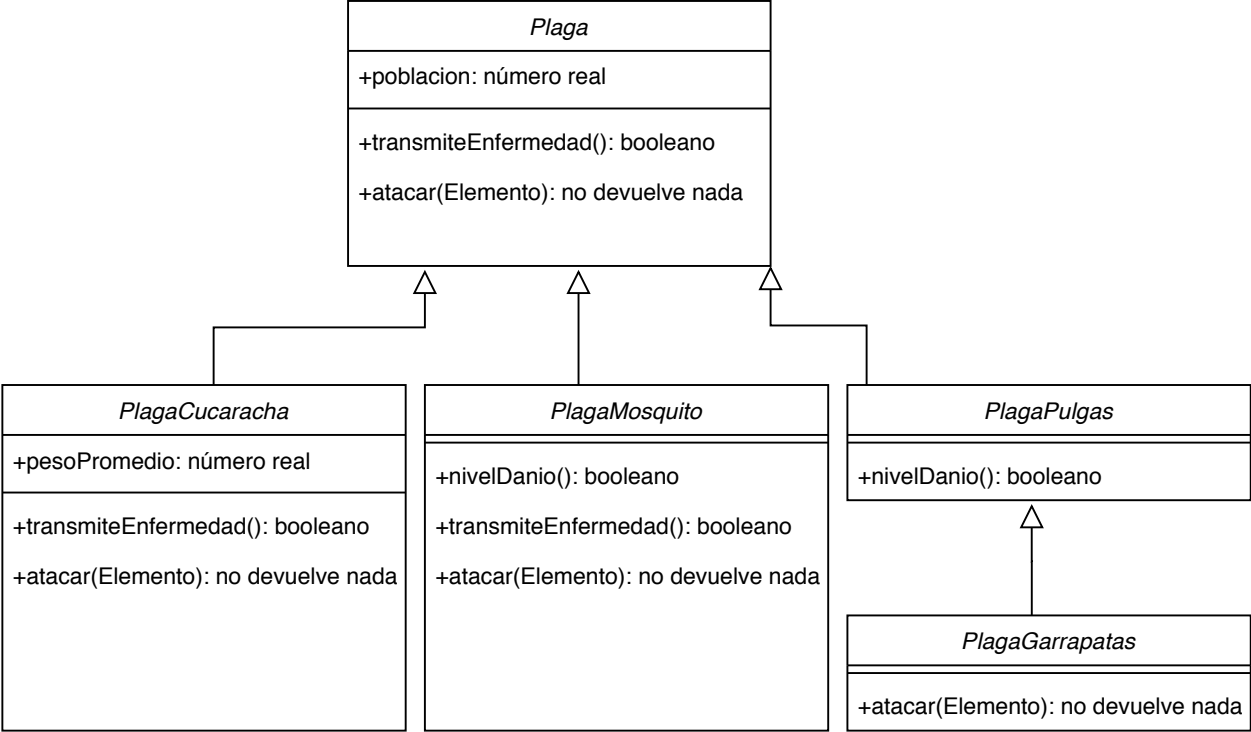 Plaga
+poblacion: número real
+transmiteEnfermedad(): booleano
+atacar(Elemento): no devuelve nada
PlagaCucaracha
+pesoPromedio: número real
+transmiteEnfermedad(): booleano
+atacar(Elemento): no devuelve nada
PlagaMosquito
+nivelDanio(): booleano
+transmiteEnfermedad(): booleano
+atacar(Elemento): no devuelve nada
PlagaPulgas
+nivelDanio(): booleano
PlagaGarrapatas
+atacar(Elemento): no devuelve nada